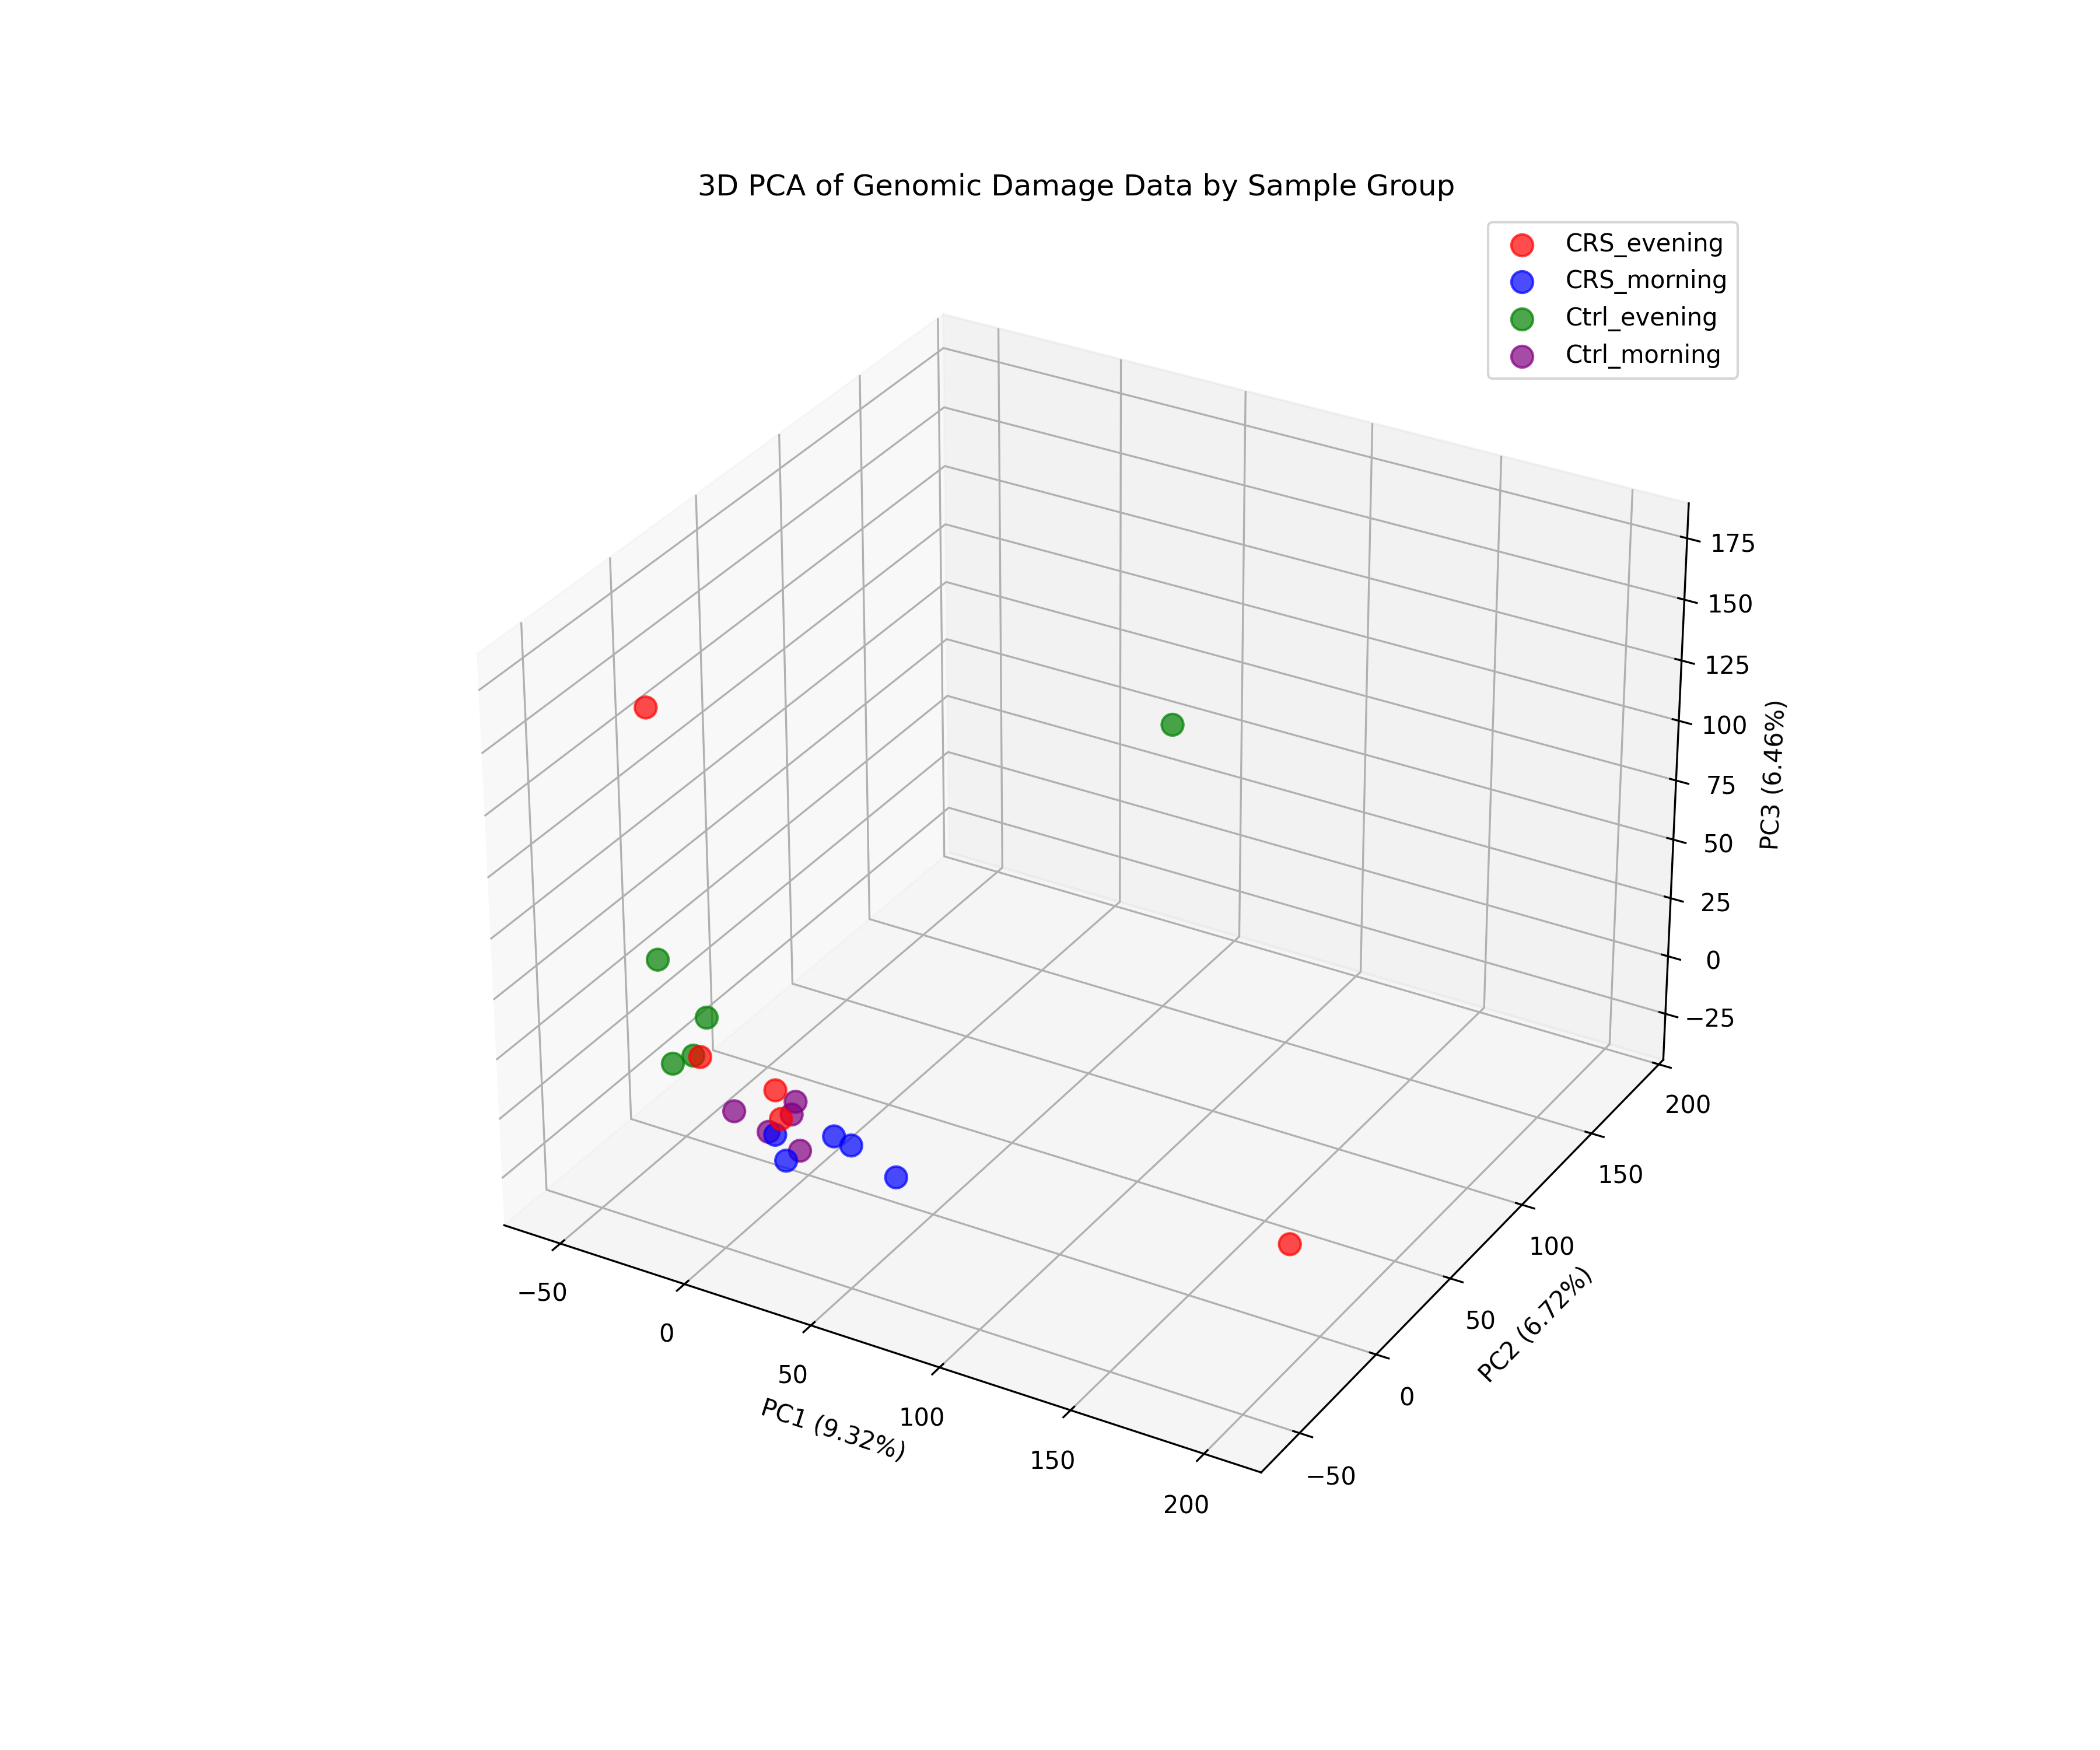 3D PCA of Genomic Damage Data by Sample Group
CRS_evening
CRS_morning
Ctrl_evening
Ctrl_morning
175
150
125
100
75
50
25
0
−25
PC3 (6.46%)
200
150
100
50
0
−50
PC2 (6.72%)
−50
0
50
100
150
200
PC1 (9.32%)